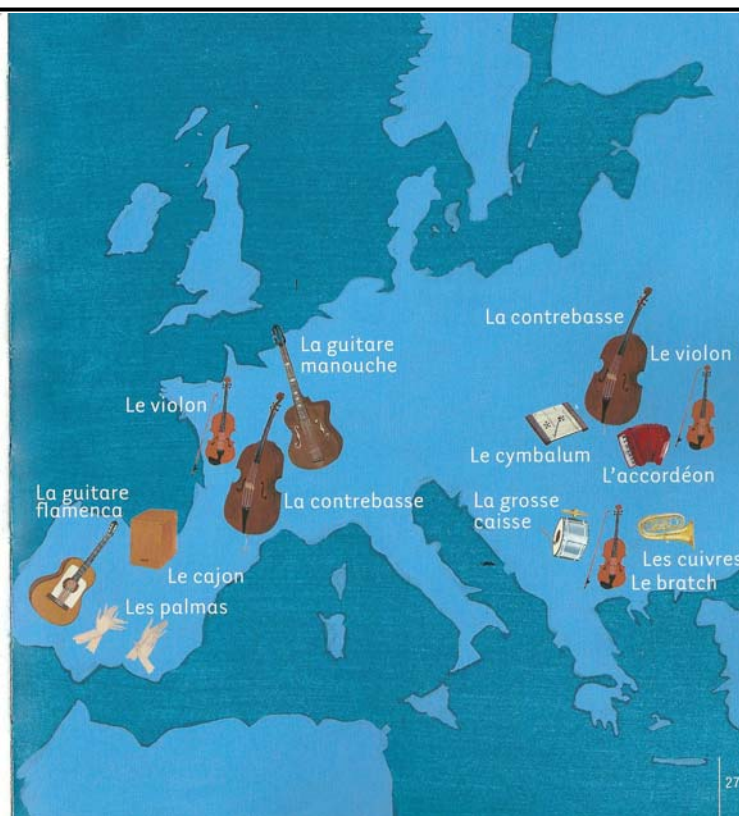 La contrebasse
La guitare
manouche
Le violon
Le violon
Le cymbalum
L'accordéon
La guitare
flamenca
La contrebasse
La grosse
caisse
Le cajon
Les cuivres
Les palmas
Le bratch
27